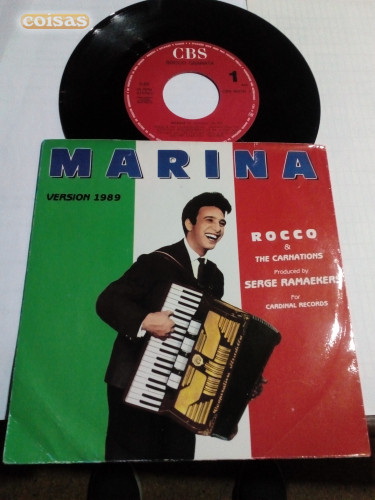 coisas
CBS
1
MARINA
VERSION 1989
ROCCO
&
THE CARNATIONS
Produced by
SERGE RAMAEKERS
For
CARDINAL RECORDS